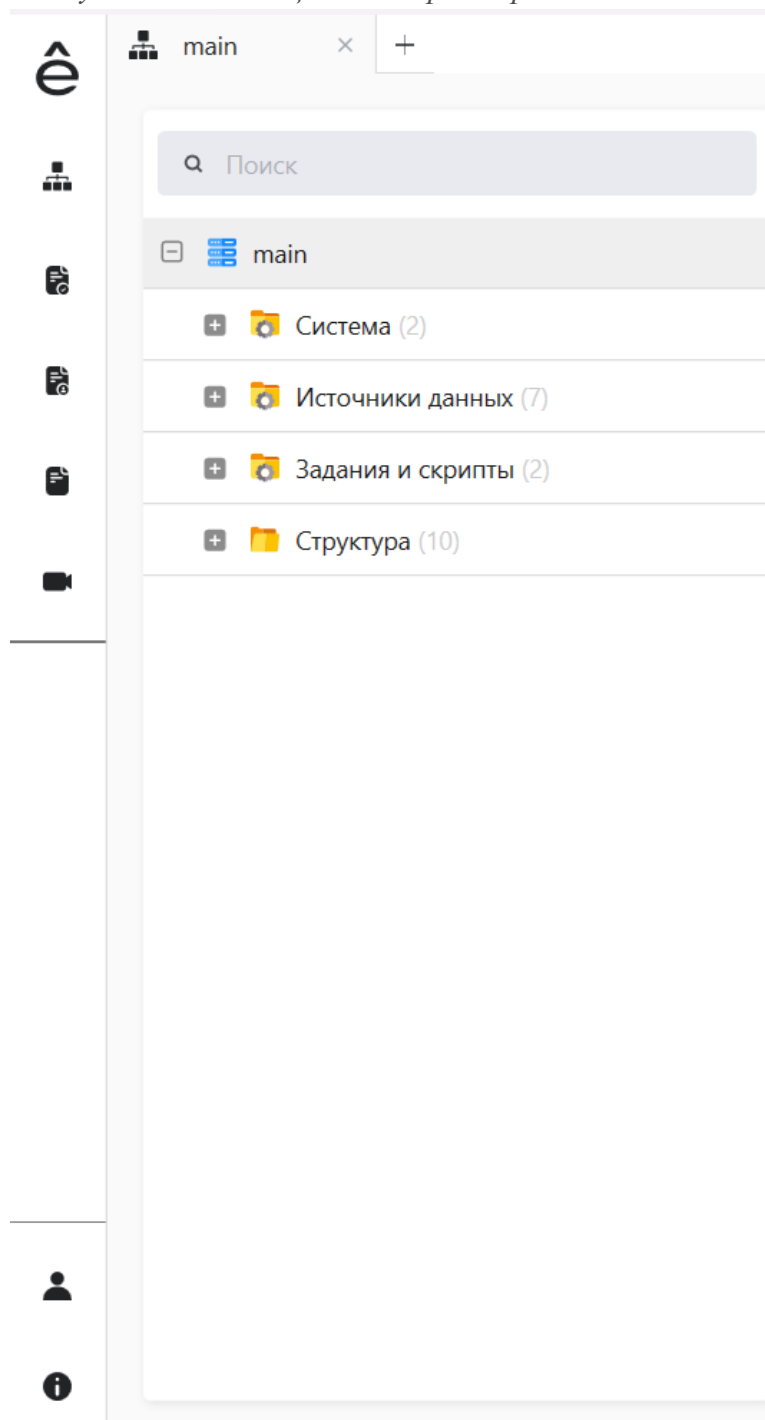 main
ê
Поиск
main
Система (2)
Источники данных (7)
Задания и скрипты (2)
Структура (10)